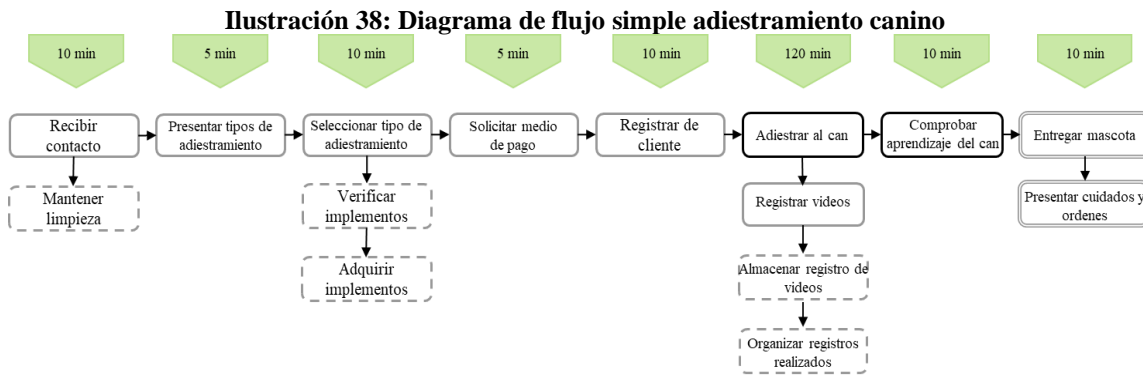 Ilustración 38: Diagrama de flujo simple adiestramiento canino
10 min
5 min
10 min
5 min
10 min
120 min
10 min
10 min
Recibir
contacto
Presentar tipos de
adiestramiento
Seleccionar tipo de
adiestramiento
Solicitar medio
de pago
Registrar de
cliente
Adiestrar al can
Comprobar
aprendizaje del can
Entregar mascota
Mantener
limpieza
Verificar
implementos
Registrar videos
Presentar cuidados y
ordenes
Adquirir
implementos
Almacenar registro de
videos
Organizar registros
realizados